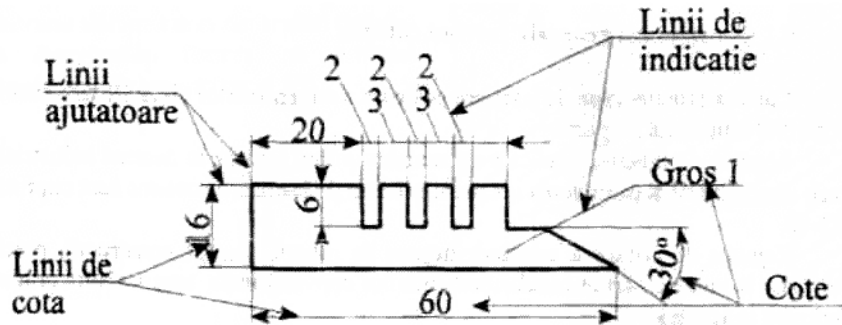 Linii
ajutatoare
2 2 2
3 3
20
Linii de
indicatie
6
Gros 1
16
30°
Linii de
cota
60
Cote